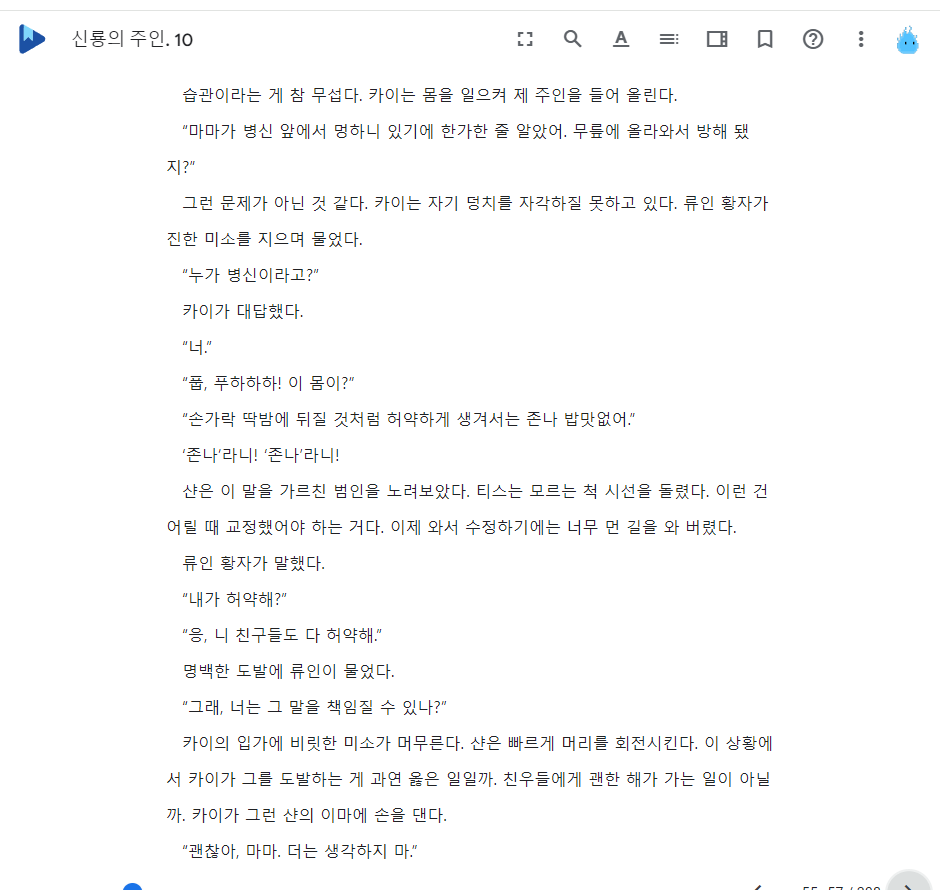 신룡의 주인. 10
습관이라는 게 참 무섭다. 카이는 몸을 일으켜 제 주인을 들어 올린다.
“마마가 병신 앞에서 멍하니 있기에 한가한 줄 알았어. 무릎에 올라와서 방해 됐
지?”
그런 문제가 아닌 것 같다. 카이는 자기 덩치를 자각하질 못하고 있다. 류인 황자가
진한 미소를 지으며 물었다.
“누가 병신이라고?”
카이가 대답했다.
“너.”
“풉, 푸하하하! 이 몸이?”
“손가락 딱밤에 뒤질 것처럼 허약하게 생겨서는 존나 밥맛없어.”
‘존나’라니! ‘존나’라니!
샨은 이 말을 가르친 범인을 노려보았다. 티스는 모르는 척 시선을 돌렸다. 이런 건
어릴 때 교정했어야 하는 거다. 이제 와서 수정하기에는 너무 먼 길을 와 버렸다.
류인 황자가 말했다.
“내가 허약해?”
“응, 니 친구들도 다 허약해.”
명백한 도발에 류인이 물었다.
“그래, 너는 그 말을 책임질 수 있나?”
카이의 입가에 비릿한 미소가 머무른다. 샨은 빠르게 머리를 회전시킨다. 이 상황에
서 카이가 그를 도발하는 게 과연 옳은 일일까. 친우들에게 괜한 해가 가는 일이 아닐
까. 카이가 그런 샨의 이마에 손을 댄다.
“괜찮아, 마마. 더는 생각하지 마.”